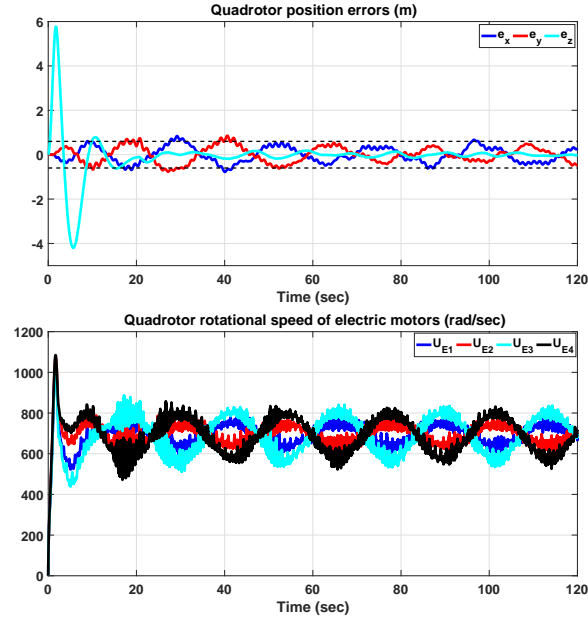 Quadrotor position errors (m)
e_x e_y e_z
6
4
2
0
-2
-4
0 20 40 60 80 100 120
Time (sec)
Quadrotor rotational speed of electric motors (rad/sec)
U_E1 U_E2 U_E3 U_E4
1200
1000
800
600
400
200
0
0 20 40 60 80 100 120
Time (sec)